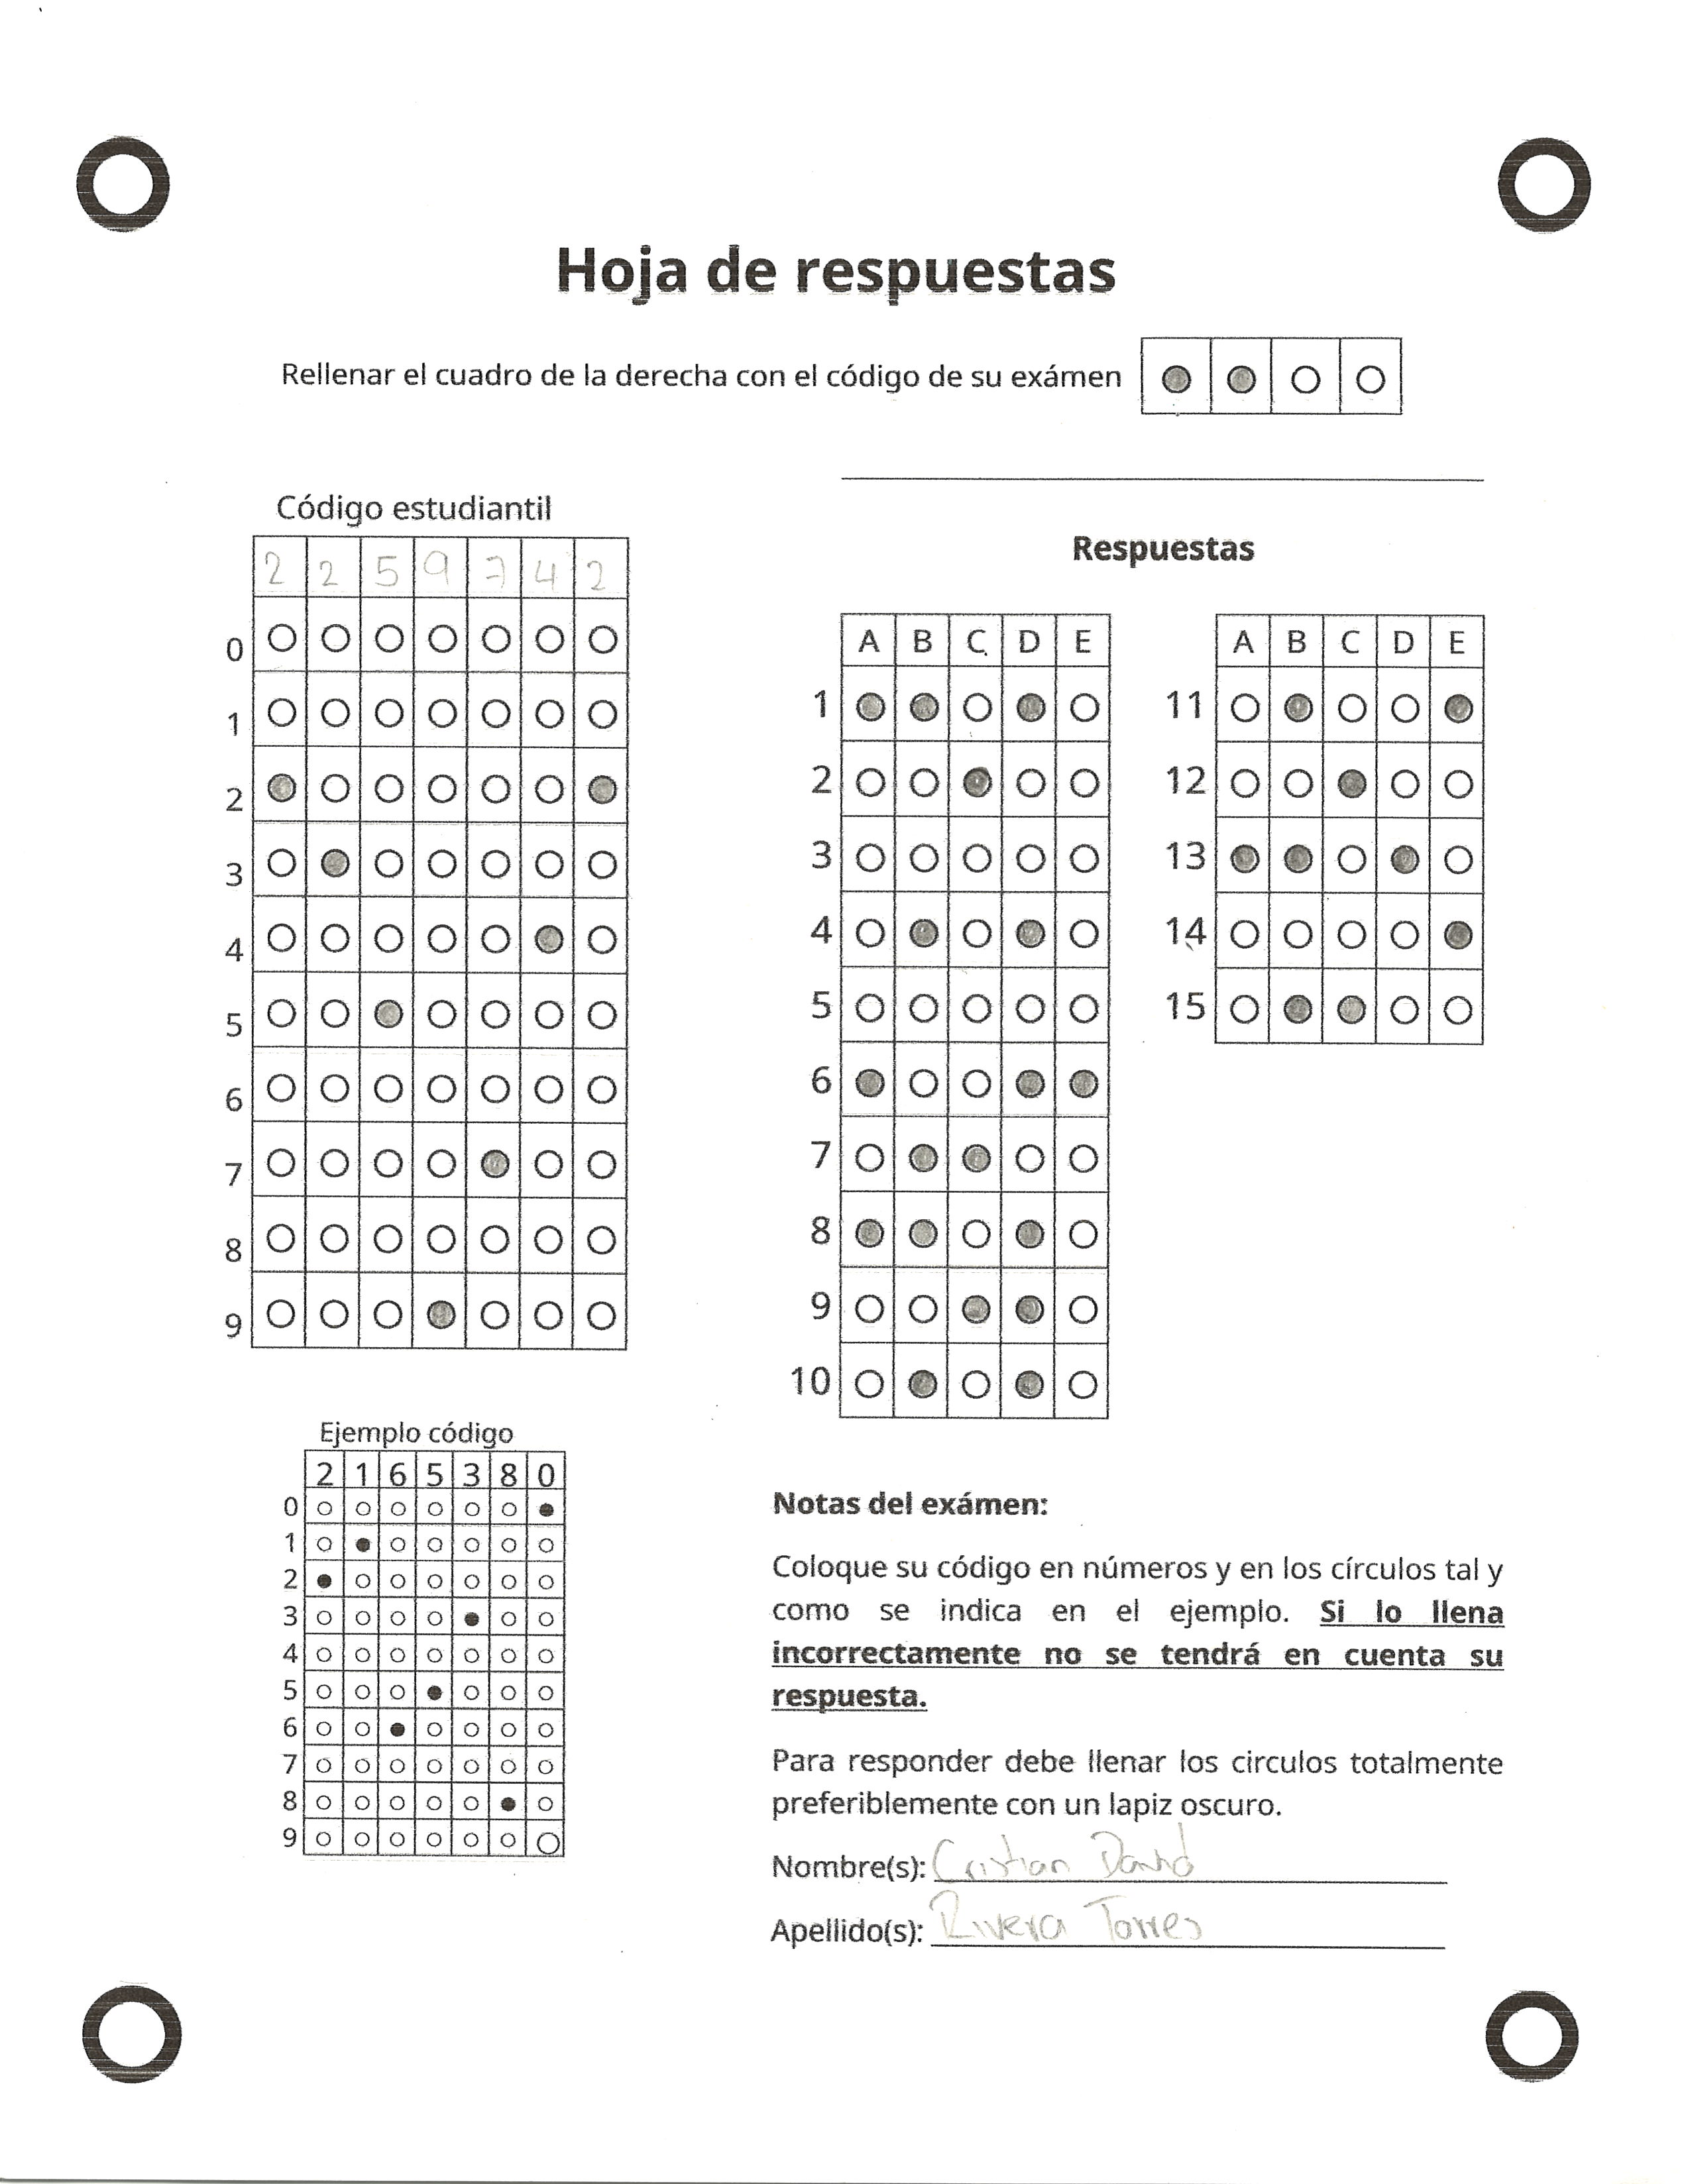 Hoja de respuestas
Rellenar el cuadro de la derecha con el código de su exámen
Código estudiantil
2 2 5 9 7 4 2
0
1
2
3
4
5
6
7
8
9
Respuestas
A B C D E
1
2
3
4
5
6
7
8
9
10
A B C D E
11
12
13
14
15
Ejemplo código
2 1 6 5 3 8 0
0
1
2
3
4
5
6
7
8
9
Notas del exámen:
Coloque su código en números y en los círculos tal y
como se indica en el ejemplo. Si lo llena
incorrectamente no se tendrá en cuenta su
respuesta.
Para responder debe llenar los circulos totalmente
preferiblemente con un lapiz oscuro.
Nombre(s): Cristian David
Apellido(s): Rivera Torres